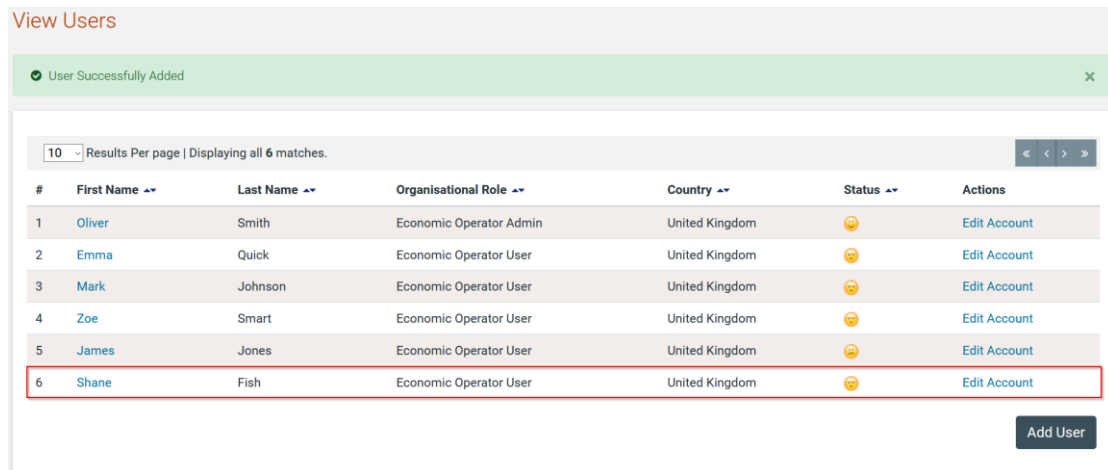 View Users
User Successfully Added ×
10 Results Per page | Displaying all 6 matches. « < > »
# First Name Last Name Organisational Role Country Status Actions
1 Oliver Smith Economic Operator Admin United Kingdom Edit Account
2 Emma Quick Economic Operator User United Kingdom Edit Account
3 Mark Johnson Economic Operator User United Kingdom Edit Account
4 Zoe Smart Economic Operator User United Kingdom Edit Account
5 James Jones Economic Operator User United Kingdom Edit Account
6 Shane Fish Economic Operator User United Kingdom Edit Account
Add User